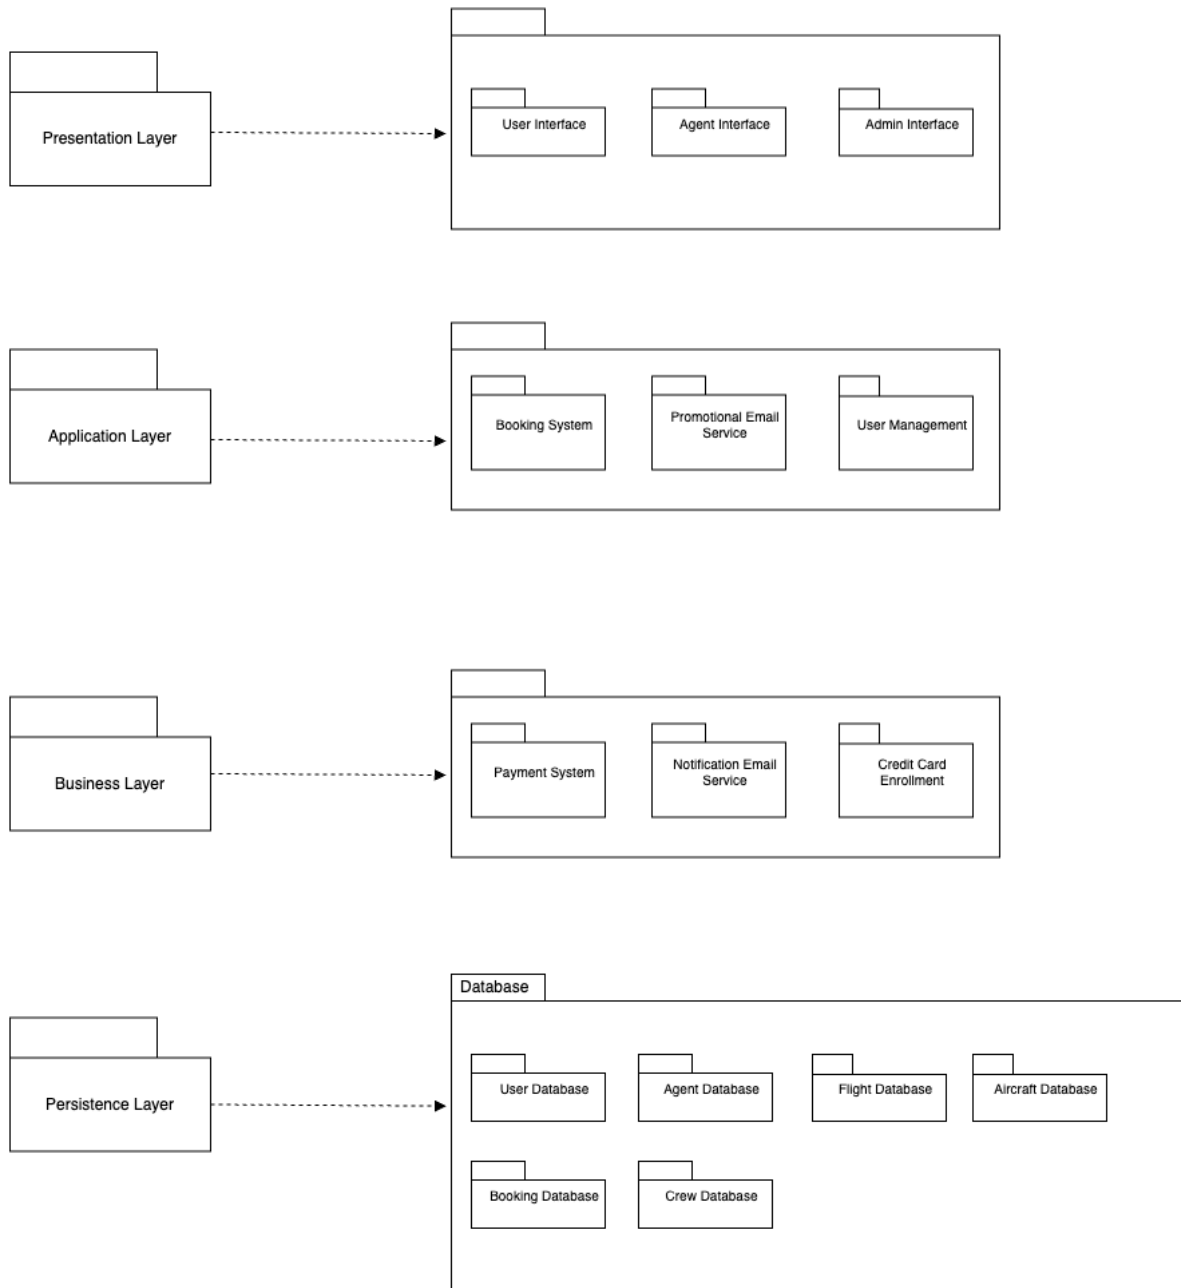 Presentation Layer
User Interface
Agent Interface
Admin Interface
Application Layer
Booking System
Promotional Email
Service
User Management
Business Layer
Payment System
Notification Email
Service
Credit Card
Enrollment
Database
Persistence Layer
User Database
Agent Database
Flight Database
Aircraft Database
Booking Database
Crew Database